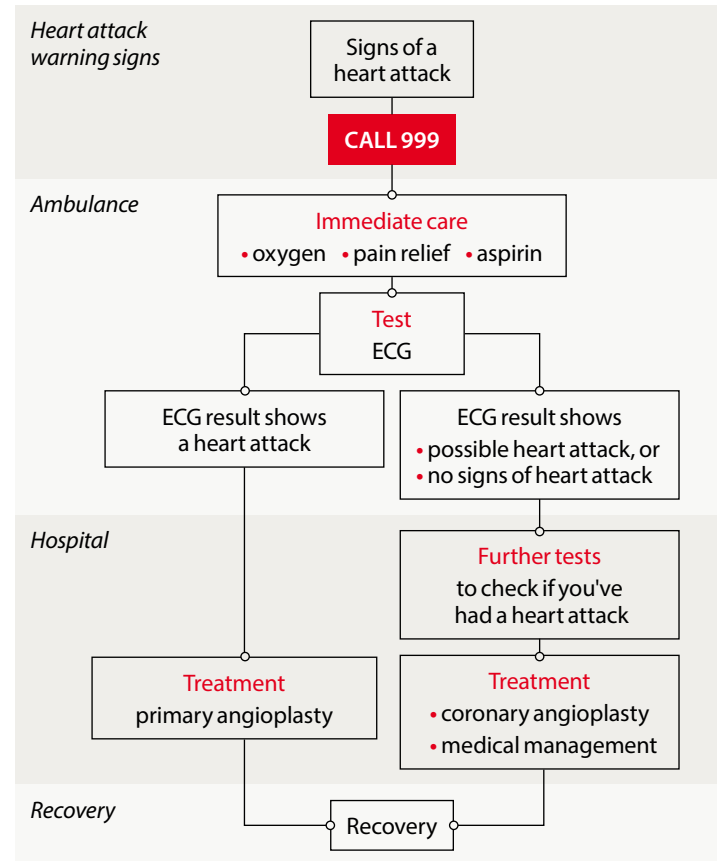 Heart attack
warning signs
Signs of a
heart attack
CALL 999
Ambulance
Immediate care
• oxygen • pain relief • aspirin
Test
ECG
ECG result shows
a heart attack
ECG result shows
• possible heart attack, or
• no signs of heart attack
Hospital
Further tests
to check if you've
had a heart attack
Treatment
primary angioplasty
Treatment
• coronary angioplasty
• medical management
Recovery
Recovery